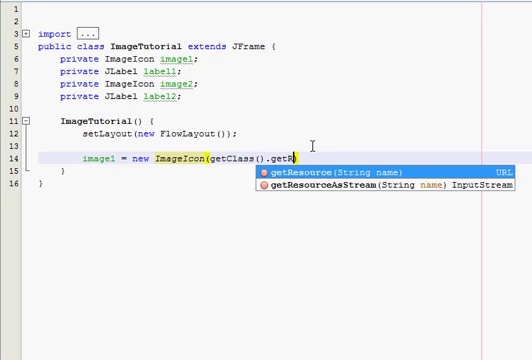 1
2
3 import ...
5 public class ImageTutorial extends JFrame {
6 private ImageIcon image1;
7 private JLabel label1;
8 private ImageIcon image2;
9 private JLabel label2;
10
11 ImageTutorial() {
12 setLayout(new FlowLayout());
13
14 image1 = new ImageIcon(getClass().getR)
getResource(String name) URL
15 }
getResourceAsStream(String name) InputStream
16 }